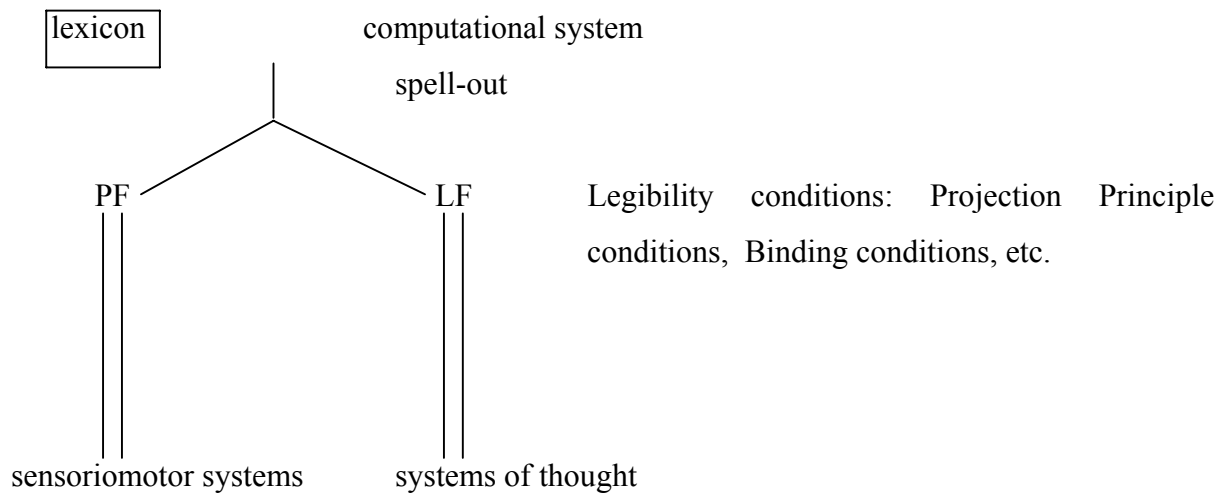 lexicon computational system
spell-out
PF LF Legibility conditions: Projection Principle
conditions, Binding conditions, etc.
sensoriomotor systems systems of thought